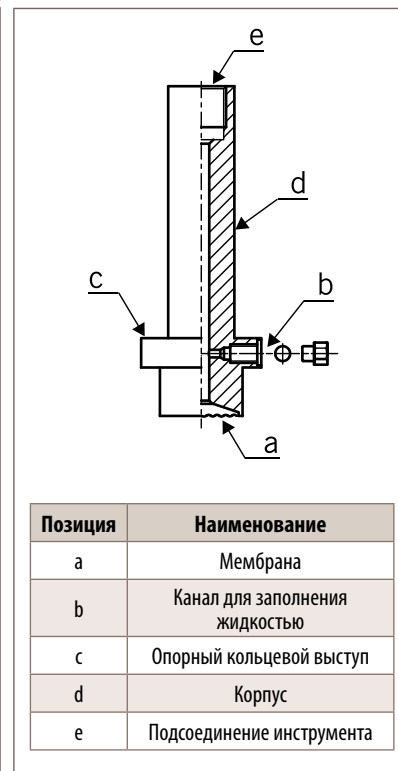 e
d
c
b
a
Позиция Наименование
a Мембрана
b Канал для заполнения
жидкостью
c Опорный кольцевой выступ
d Корпус
e Подсоединение инструмента